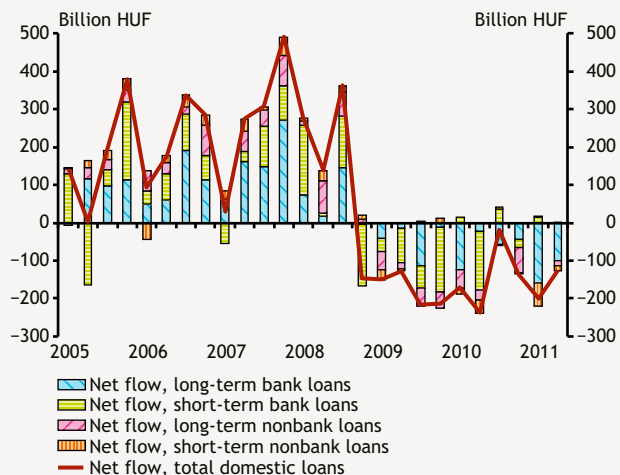 Billion HUF Billion HUF
500 500
400 400
300 300
200 200
100 100
0 0
−100 −100
−200 −200
−300 −300
2005 2006 2007 2008 2009 2010 2011
Net flow, long-term bank loans
Net flow, short-term bank loans
Net flow, long-term nonbank loans
Net flow, short-term nonbank loans
Net flow, total domestic loans